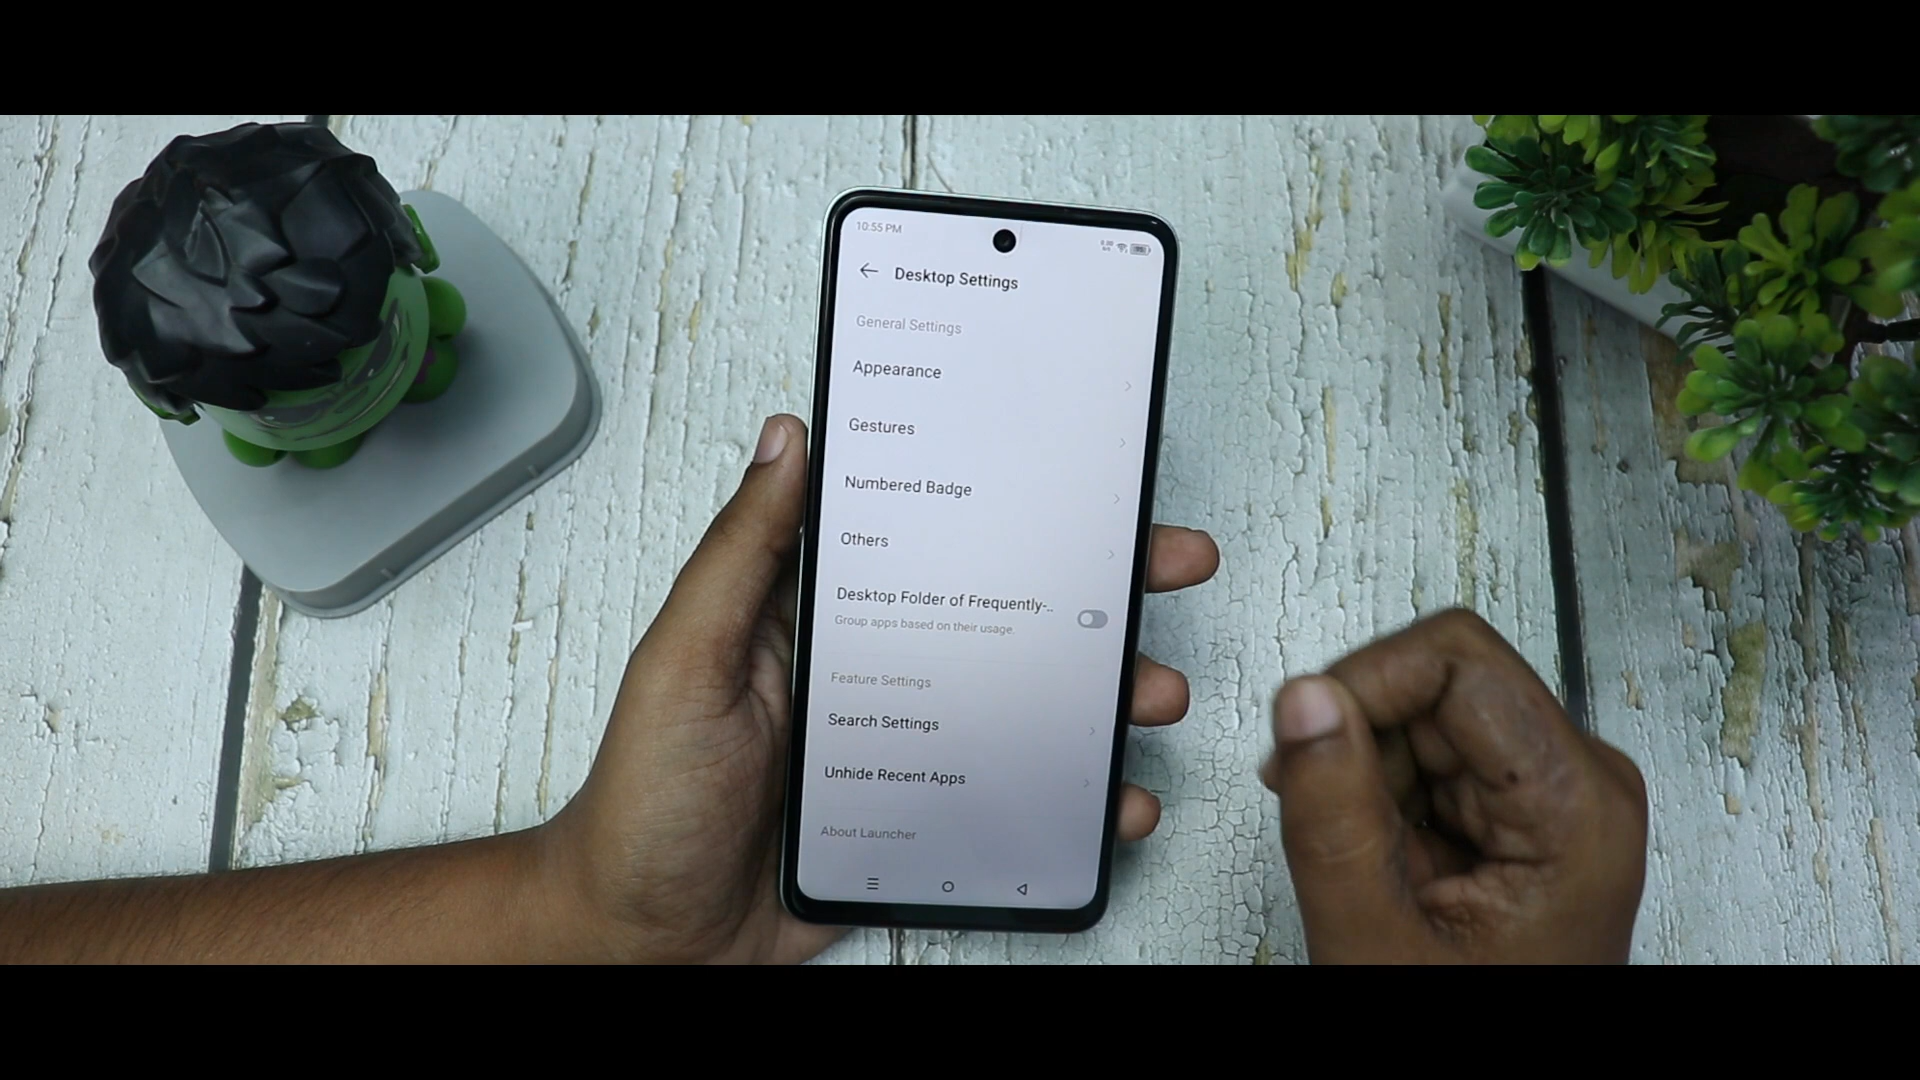 10:55 PM
Desktop Settings
General Settings
Appearance
Gestures
Numbered Badge
Others
Desktop Folder of Frequently-..
Group apps based on their usage.
Feature Settings
Search Settings
Unhide Recent Apps
About Launcher